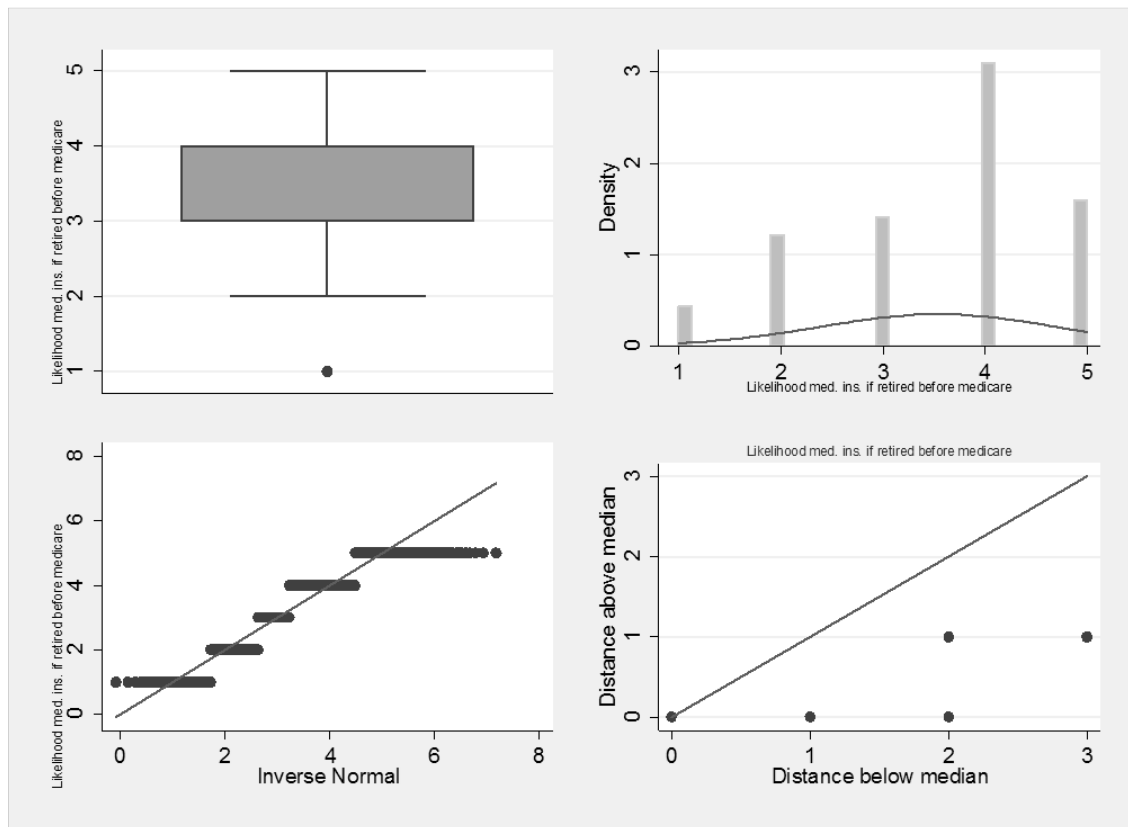 Likelihood med. ins. if retired before medicare
5
4
3
2
1
Density
3
2
1
0
1 2 3 4 5
Likelihood med. ins. if retired before medicare
Likelihood med. ins. if retired before medicare
8
6
4
2
0
0 2 4 6 8
Inverse Normal
Likelihood med. ins. if retired before medicare
Distance above median
3
2
1
0
0 1 2 3
Distance below median